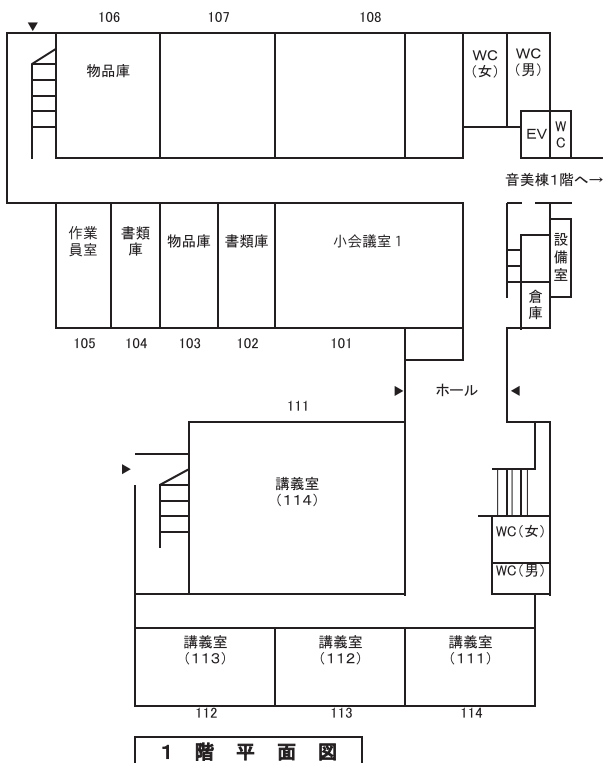 106
107
108
物品庫
WC
(女)
WC
(男)
EV
W
C
音美棟1階へ→
作業
員室
書類
庫
物品庫
書類庫
小会議室1
設
備
室
倉
庫
105
104
103
102
101
ホール
111
講義室
(114)
WC(女)
WC(男)
講義室
(113)
講義室
(112)
講義室
(111)
112
113
114
1 階 平 面 図